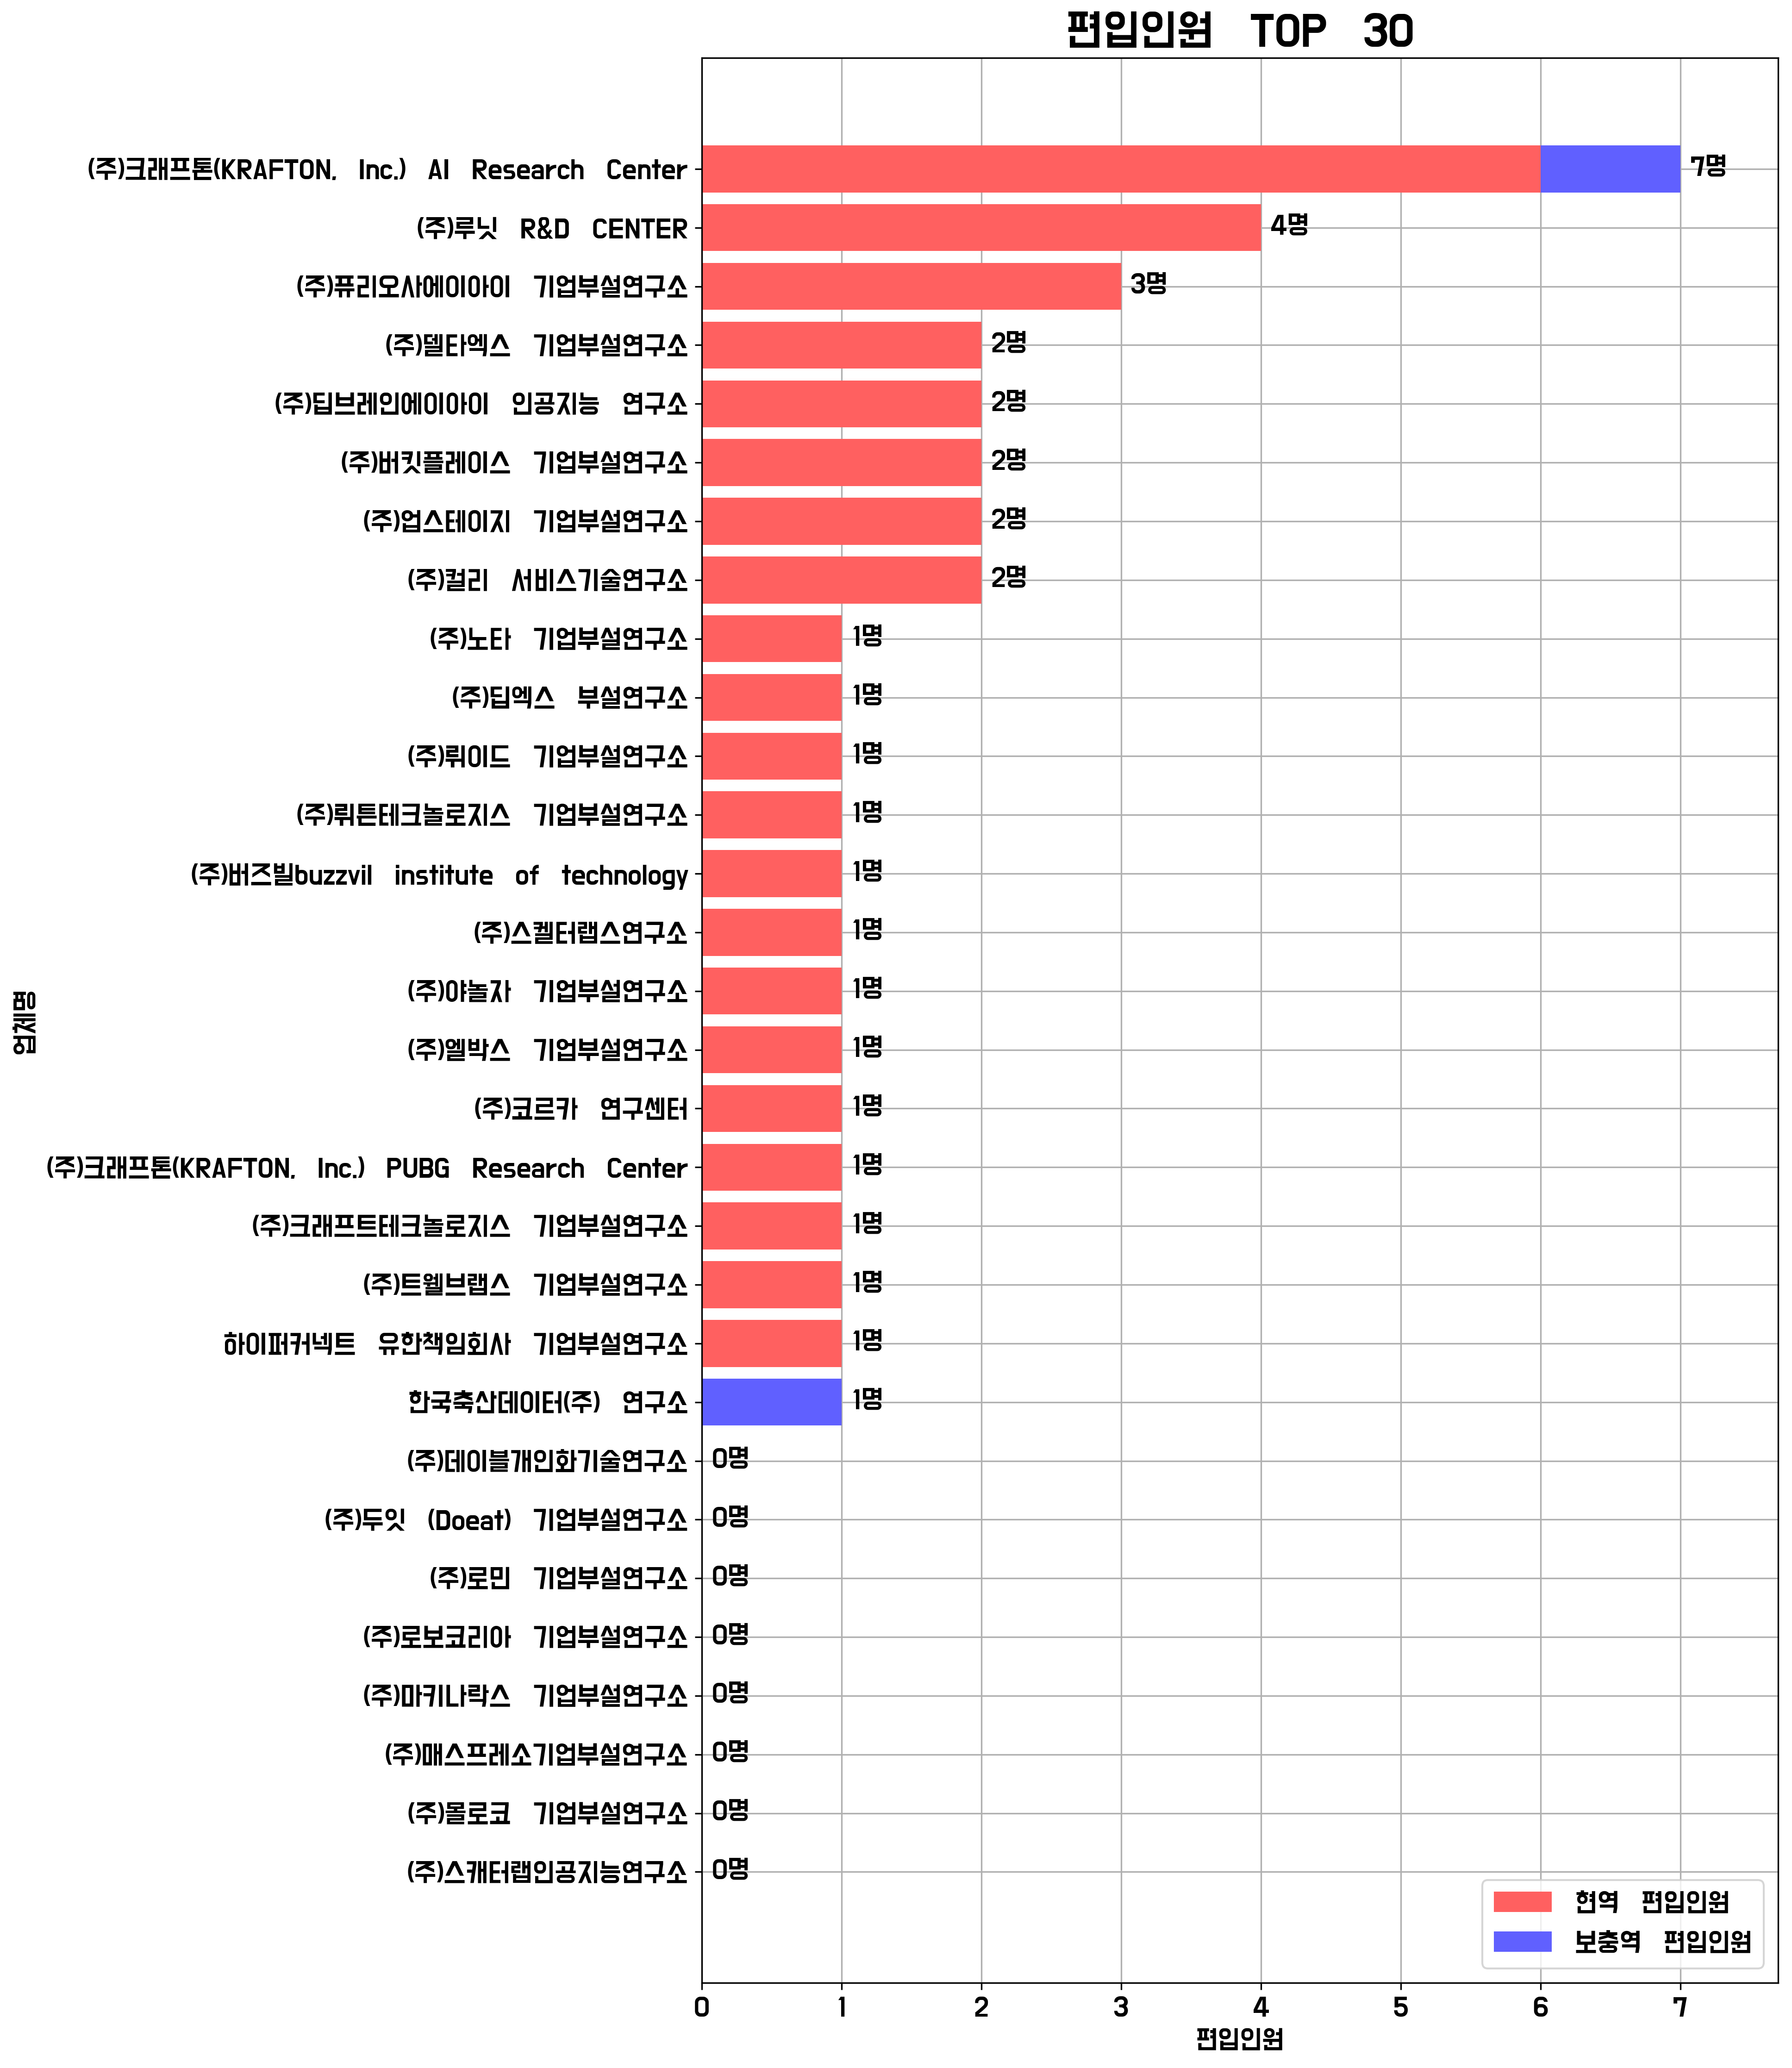 편입인원 TOP 30
(주)크래프톤(KRAFTON, Inc.) AI Research Center 7명
(주)루닛 R&D CENTER 4명
(주)퓨리오사에이아이 기업부설연구소 3명
(주)델타엑스 기업부설연구소 2명
(주)딥브레인에이아이 인공지능 연구소 2명
(주)버킷플레이스 기업부설연구소 2명
(주)업스테이지 기업부설연구소 2명
(주)컬리 서비스기술연구소 2명
(주)노타 기업부설연구소 1명
(주)딥엑스 부설연구소 1명
(주)뤼이드 기업부설연구소 1명
(주)뤼튼테크놀로지스 기업부설연구소 1명
(주)버즈빌buzzvil institute of technology 1명
(주)스켈터랩스연구소 1명
(주)야놀자 기업부설연구소 1명
(주)엘박스 기업부설연구소 1명
(주)코르카 연구센터 1명
(주)크래프톤(KRAFTON, Inc.) PUBG Research Center 1명
(주)크래프트테크놀로지스 기업부설연구소 1명
(주)트웰브랩스 기업부설연구소 1명
하이퍼커넥트 유한책임회사 기업부설연구소 1명
한국축산데이터(주) 연구소 1명
(주)데이블개인화기술연구소 0명
(주)두잇 (Doeat) 기업부설연구소 0명
(주)로민 기업부설연구소 0명
(주)로보코리아 기업부설연구소 0명
(주)마키나락스 기업부설연구소 0명
(주)매스프레소기업부설연구소 0명
(주)몰로코 기업부설연구소 0명
(주)스캐터랩인공지능연구소 0명
업체명
현역 편입인원
보충역 편입인원
0 1 2 3 4 5 6 7
편입인원